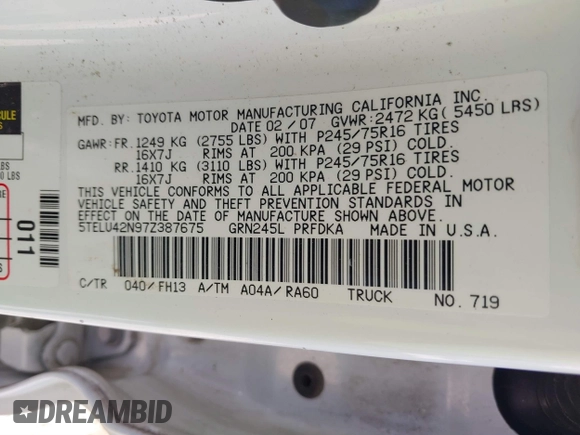 MFD. BY: TOYOTA MOTOR MANUFACTURING CALIFORNIA INC.
DATE 02/07 GVWR: 2472 KG( 5450 LBS)
GAWR: FR. 1249 KG (2755 LBS) WITH P245/75R16 TIRES
16X7J RIMS AT 200 KPA (29 PSI) COLD.
RR. 1410 KG (3110 LBS) WITH P245/75R16 TIRES
16X7J RIMS AT 200 KPA (29 PSI) COLD.
THIS VEHICLE CONFORMS TO ALL APPLICABLE FEDERAL MOTOR
VEHICLE SAFETY AND THEFT PREVENTION STANDARDS IN
EFFECT ON THE DATE OF MANUFACTURE SHOWN ABOVE.
5TELU42N97Z387675 GRN245L PRFDKA MADE IN U.S.A.
C/TR 040/FH13 A/TM A04A/RA60 TRUCK NO. 719
011
LBS
DREAMBID